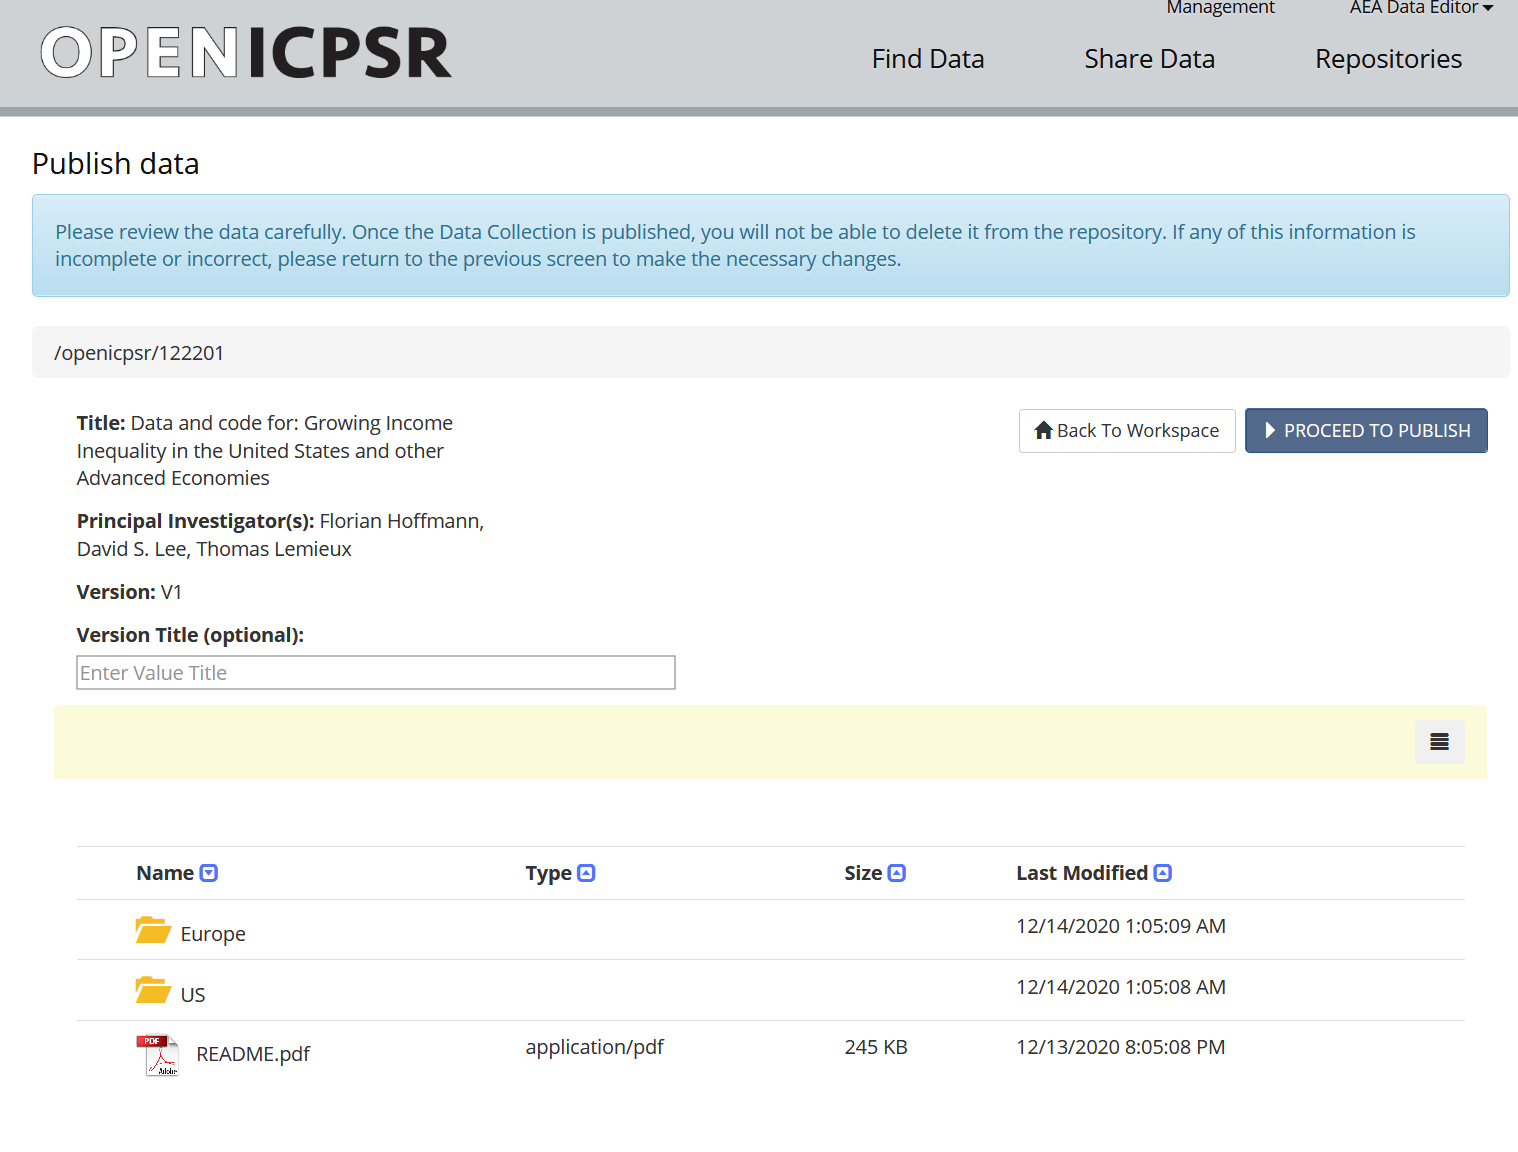 Management AEA Data Editor
OPENICPSR Find Data Share Data Repositories
Publish data
Please review the data carefully. Once the Data Collection is published, you will not be able to delete it from the repository. If any of this information is
incomplete or incorrect, please return to the previous screen to make the necessary changes.
/openicpsr/122201
Title: Data and code for: Growing Income
Inequality in the United States and other
Advanced Economies
Back To Workspace PROCEED TO PUBLISH
Principal Investigator(s): Florian Hoffmann,
David S. Lee, Thomas Lemieux
Version: V1
Version Title (optional):
Enter Value Title
Name Type Size Last Modified
Europe 12/14/2020 1:05:09 AM
US 12/14/2020 1:05:08 AM
PDF Adobe README.pdf application/pdf 245 KB 12/13/2020 8:05:08 PM